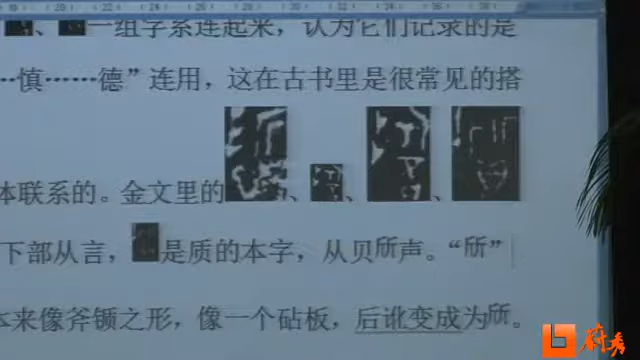 、一组字系连起来，认为它们记录的是
…慎……德”连用，这在古书里是很常见的搭
体联系的。金文里的、、、
下部从言，是质的本字，从贝所声。“所”
本来像斧锧之形，像一个砧板，后讹变成为所。